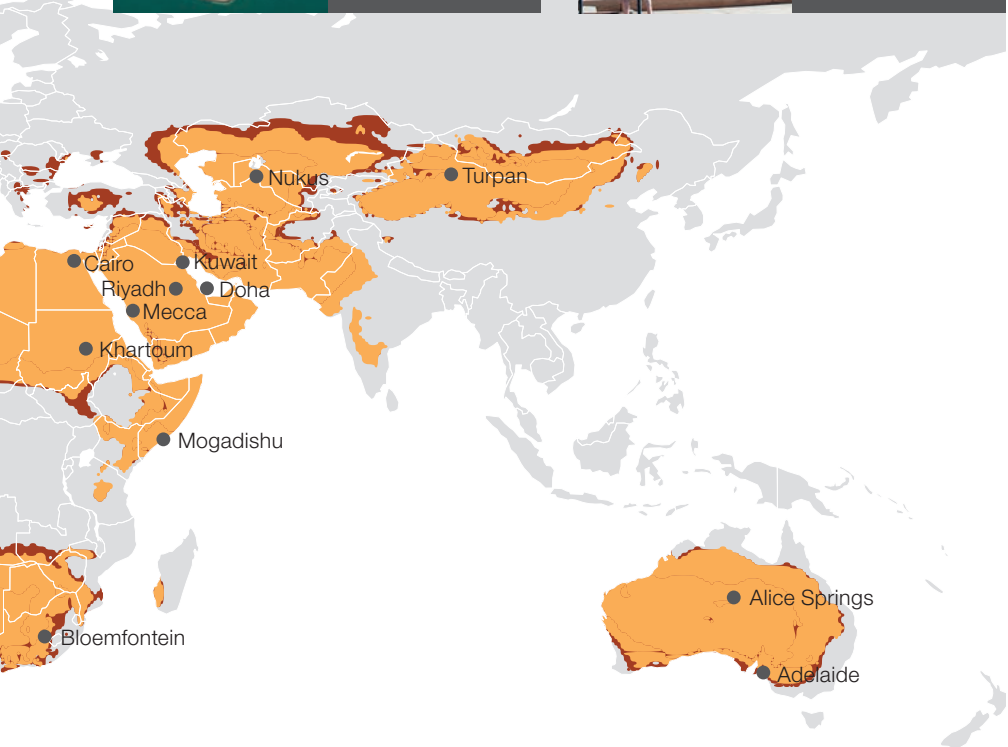 Nukus
Turpan
Cairo
Kuwait
Riyadh
Doha
Mecca
Khartoum
Mogadishu
Alice Springs
Bloemfontein
Adelaide